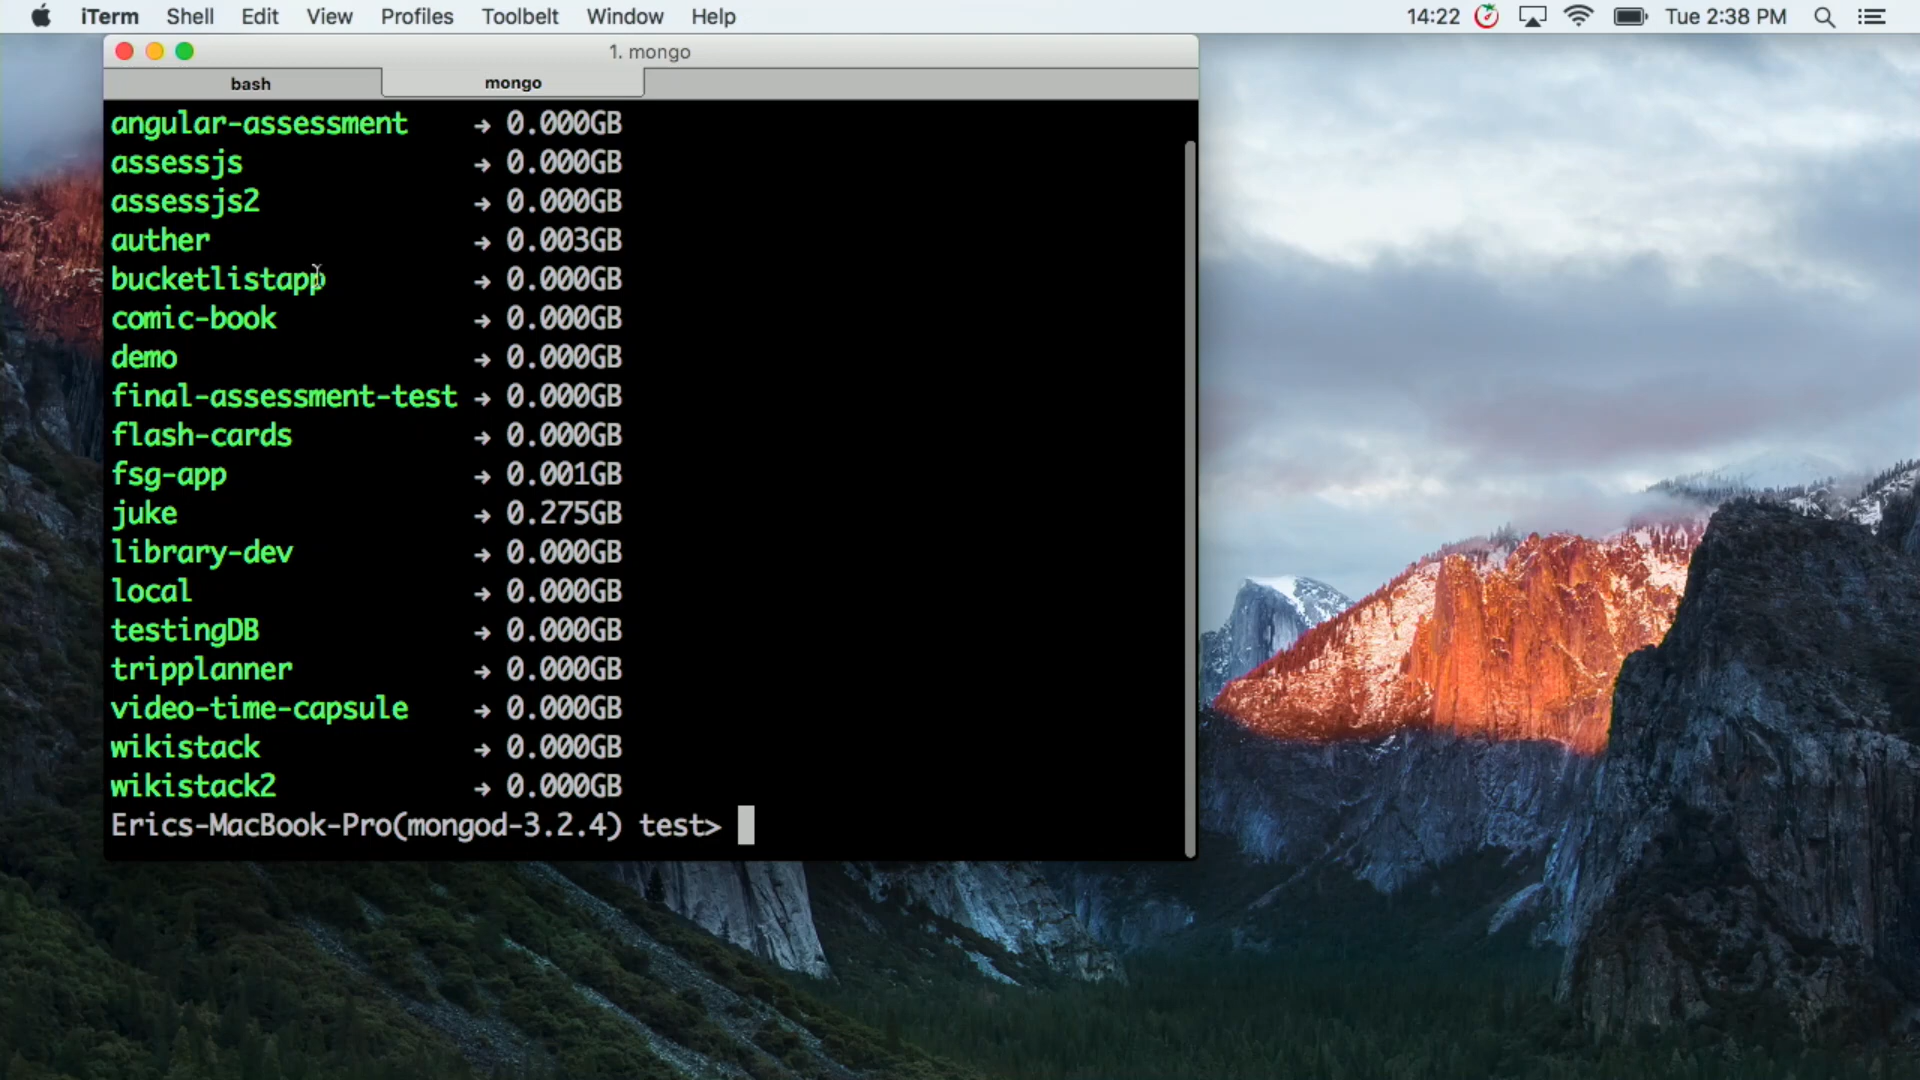 iTerm Shell Edit View Profiles Toolbelt Window Help 14:22 Tue 2:38 PM
1. mongo
bash mongo
angular-assessment → 0.000GB
assessjs → 0.000GB
assessjs2 → 0.000GB
auther → 0.003GB
bucketlistapp → 0.000GB
comic-book → 0.000GB
demo → 0.000GB
final-assessment-test → 0.000GB
flash-cards → 0.000GB
fsg-app → 0.001GB
juke → 0.275GB
library-dev → 0.000GB
local → 0.000GB
testingDB → 0.000GB
tripplanner → 0.000GB
video-time-capsule → 0.000GB
wikistack → 0.000GB
wikistack2 → 0.000GB
Erics-MacBook-Pro(mongod-3.2.4) test>